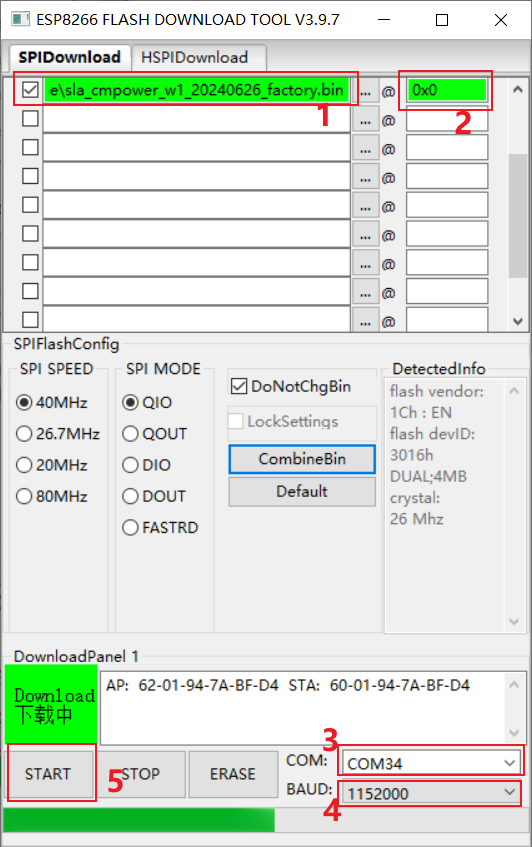 ESP8266 FLASH DOWNLOAD TOOL V3.9.7
SPIDownload
HSPIDownload
e\sla_cmpower_w1_20240626_factory.bin ... @ 0x0
1
2
... @
... @
... @
... @
... @
... @
... @
... @
SPIFlashConfig
SPI SPEED
40MHz
26.7MHz
20MHz
80MHz
SPI MODE
QIO
QOUT
DIO
DOUT
FASTRD
DoNotChgBin
LockSettings
CombineBin
Default
DetectedInfo
flash vendor:
1Ch : EN
flash devID:
3016h
DUAL;4MB
crystal:
26 Mhz
DownloadPanel 1
Download
下载中
AP: 62-01-94-7A-BF-D4 STA: 60-01-94-7A-BF-D4
START
5
STOP
ERASE
3
COM: COM34
BAUD: 1152000
4